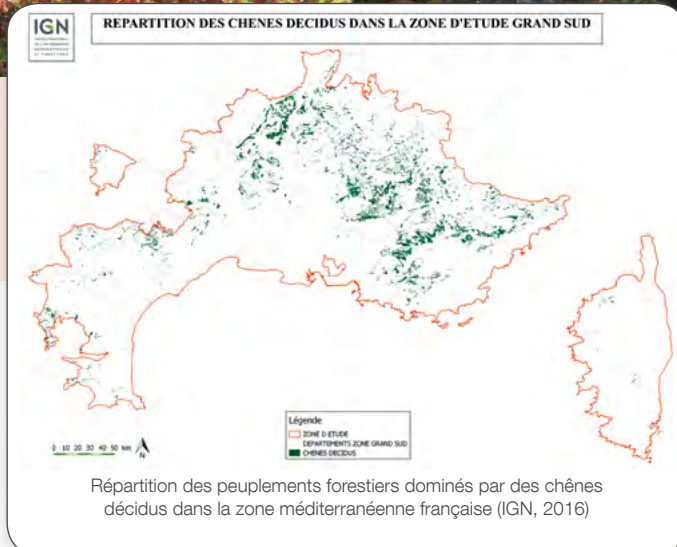 IGN
REPARTITION DES CHENES DECIDUS DANS LA ZONE D'ETUDE GRAND SUD
Légende
ZONE D ETUDE
DEPARTEMENTS ZONE GRAND SUD
CHENES DECIDUS
0 10 20 30 40 50 km
N
Répartition des peuplements forestiers dominés par des chênes
décidus dans la zone méditerranéenne française (IGN, 2016)